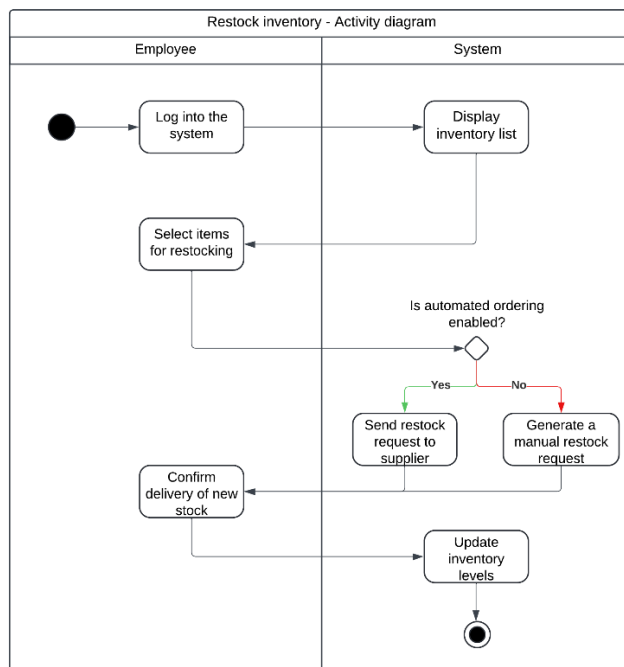 Restock inventory - Activity diagram
Employee
System
Log into the
system
Display
inventory list
Select items
for restocking
Is automated ordering
enabled?
Yes
No
Send restock
request to
supplier
Generate a
manual restock
request
Confirm
delivery of new
stock
Update
inventory
levels